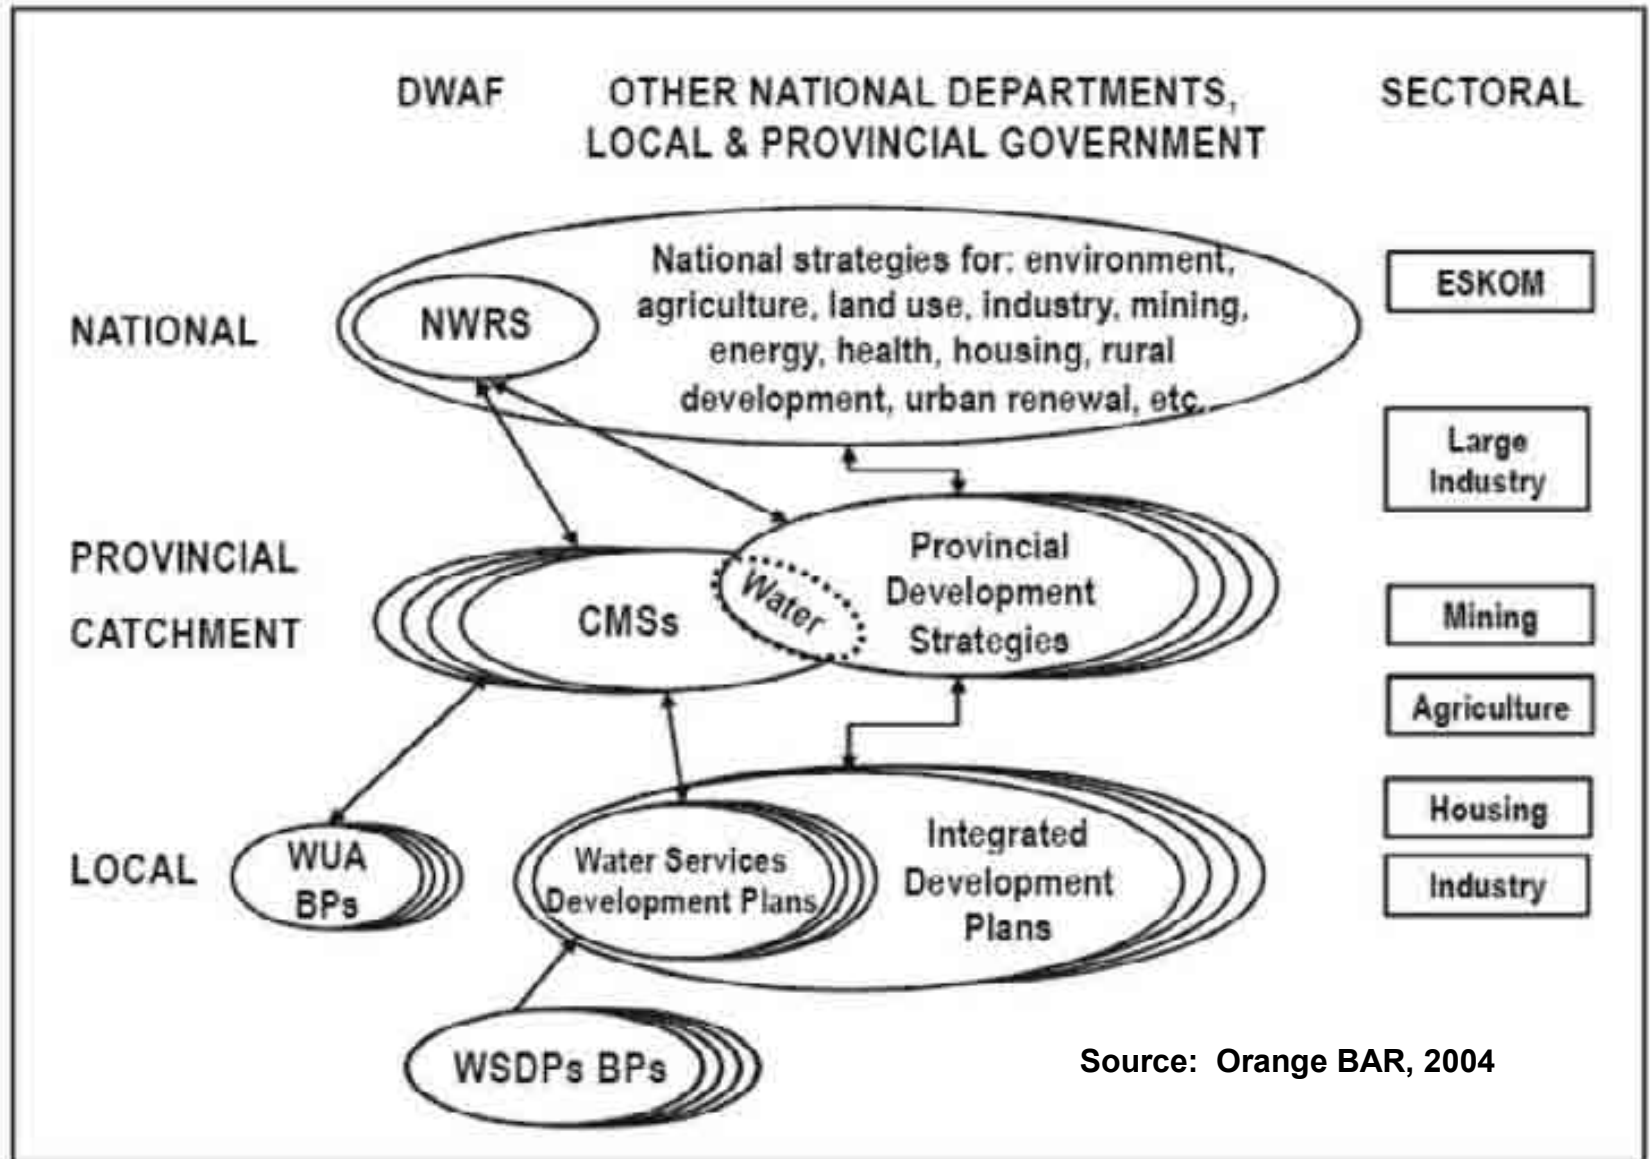 DWAF
OTHER NATIONAL DEPARTMENTS,
LOCAL & PROVINCIAL GOVERNMENT
SECTORAL
NATIONAL
NWRS
National strategies for: environment,
agriculture, land use, industry, mining,
energy, health, housing, rural
development, urban renewal, etc.
ESKOM
Large
Industry
PROVINCIAL
CATCHMENT
CMSs
Water
Provincial
Development
Strategies
Mining
Agriculture
LOCAL
WUA
BPs
Water Services
Development Plans
Integrated
Development
Plans
Housing
Industry
WSDPs BPs
Source: Orange BAR, 2004